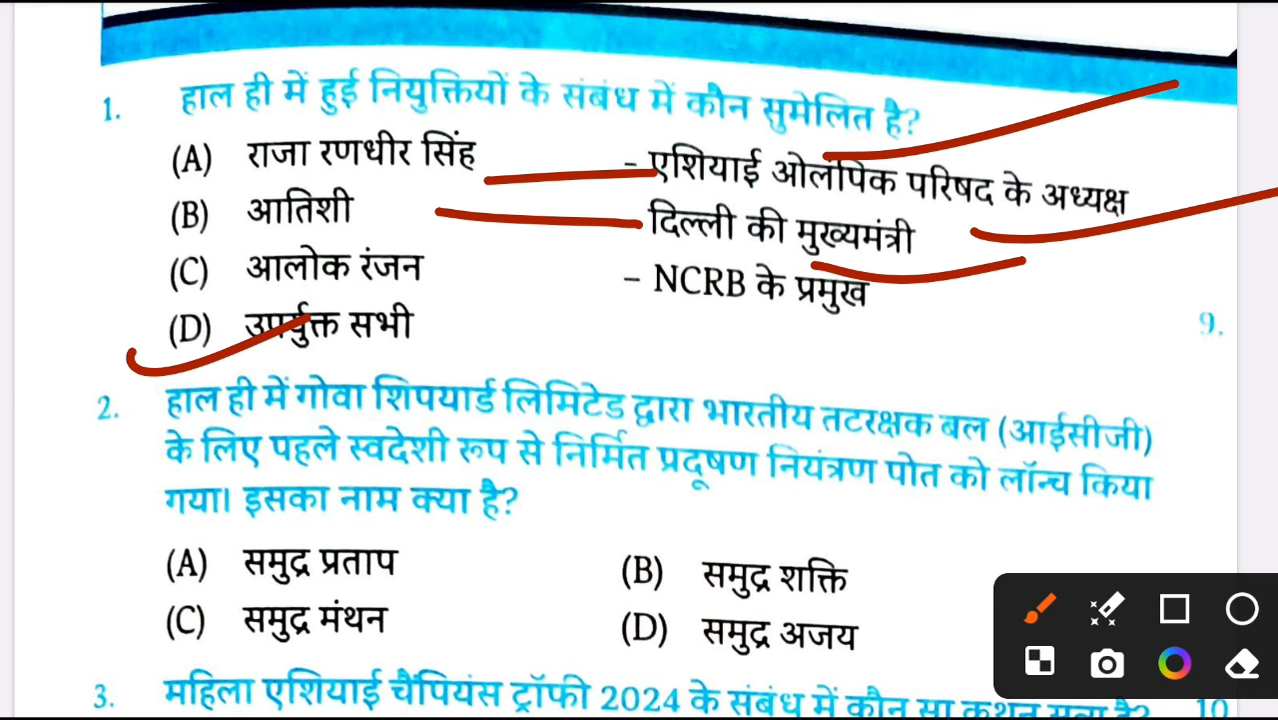 1. हाल ही में हुई नियुक्तियों के संबंध में कौन सुमेलित है?
(A) राजा रणधीर सिंह – एशियाई ओलंपिक परिषद के अध्यक्ष
(B) आतिशी – दिल्ली की मुख्यमंत्री
(C) आलोक रंजन – NCRB के प्रमुख
(D) उपर्युक्त सभी
9.
2. हाल ही में गोवा शिपयार्ड लिमिटेड द्वारा भारतीय तटरक्षक बल (आईसीजी)
के लिए पहले स्वदेशी रूप से निर्मित प्रदूषण नियंत्रण पोत को लॉन्च किया
गया। इसका नाम क्या है?
(A) समुद्र प्रताप (B) समुद्र शक्ति
(C) समुद्र मंथन (D) समुद्र अजय
3. महिला एशियाई चैंपियंस ट्रॉफी 2024 के संबंध में कौन सा कथन
10